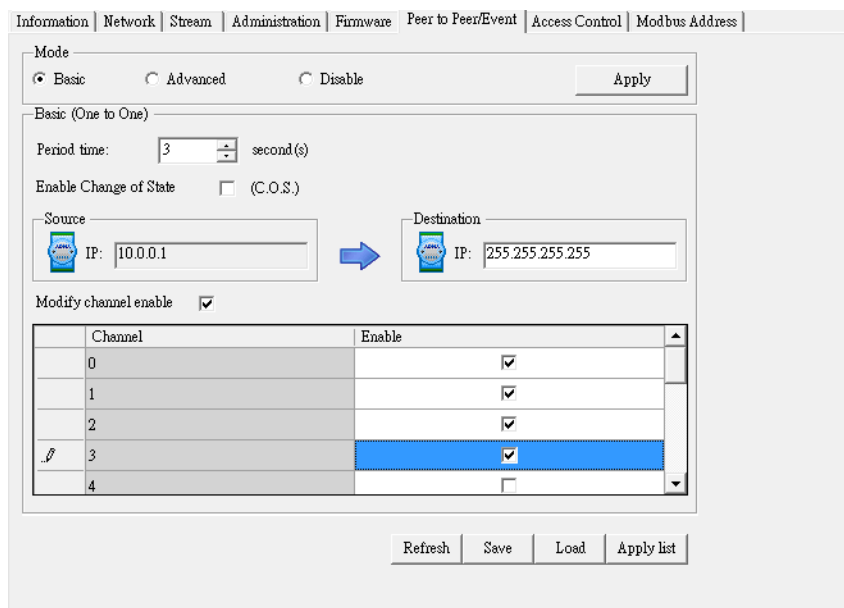 Information Network Stream Administration Firmware Peer to Peer/Event Access Control Modbus Address
Mode
Basic Advanced Disable Apply
Basic (One to One)
Period time: 3 second(s)
Enable Change of State (C.O.S.)
Source Destination
IP: 10.0.0.1 IP: 255.255.255.255
Modify channel enable
Channel Enable
0
1
2
3
4
Refresh Save Load Apply list